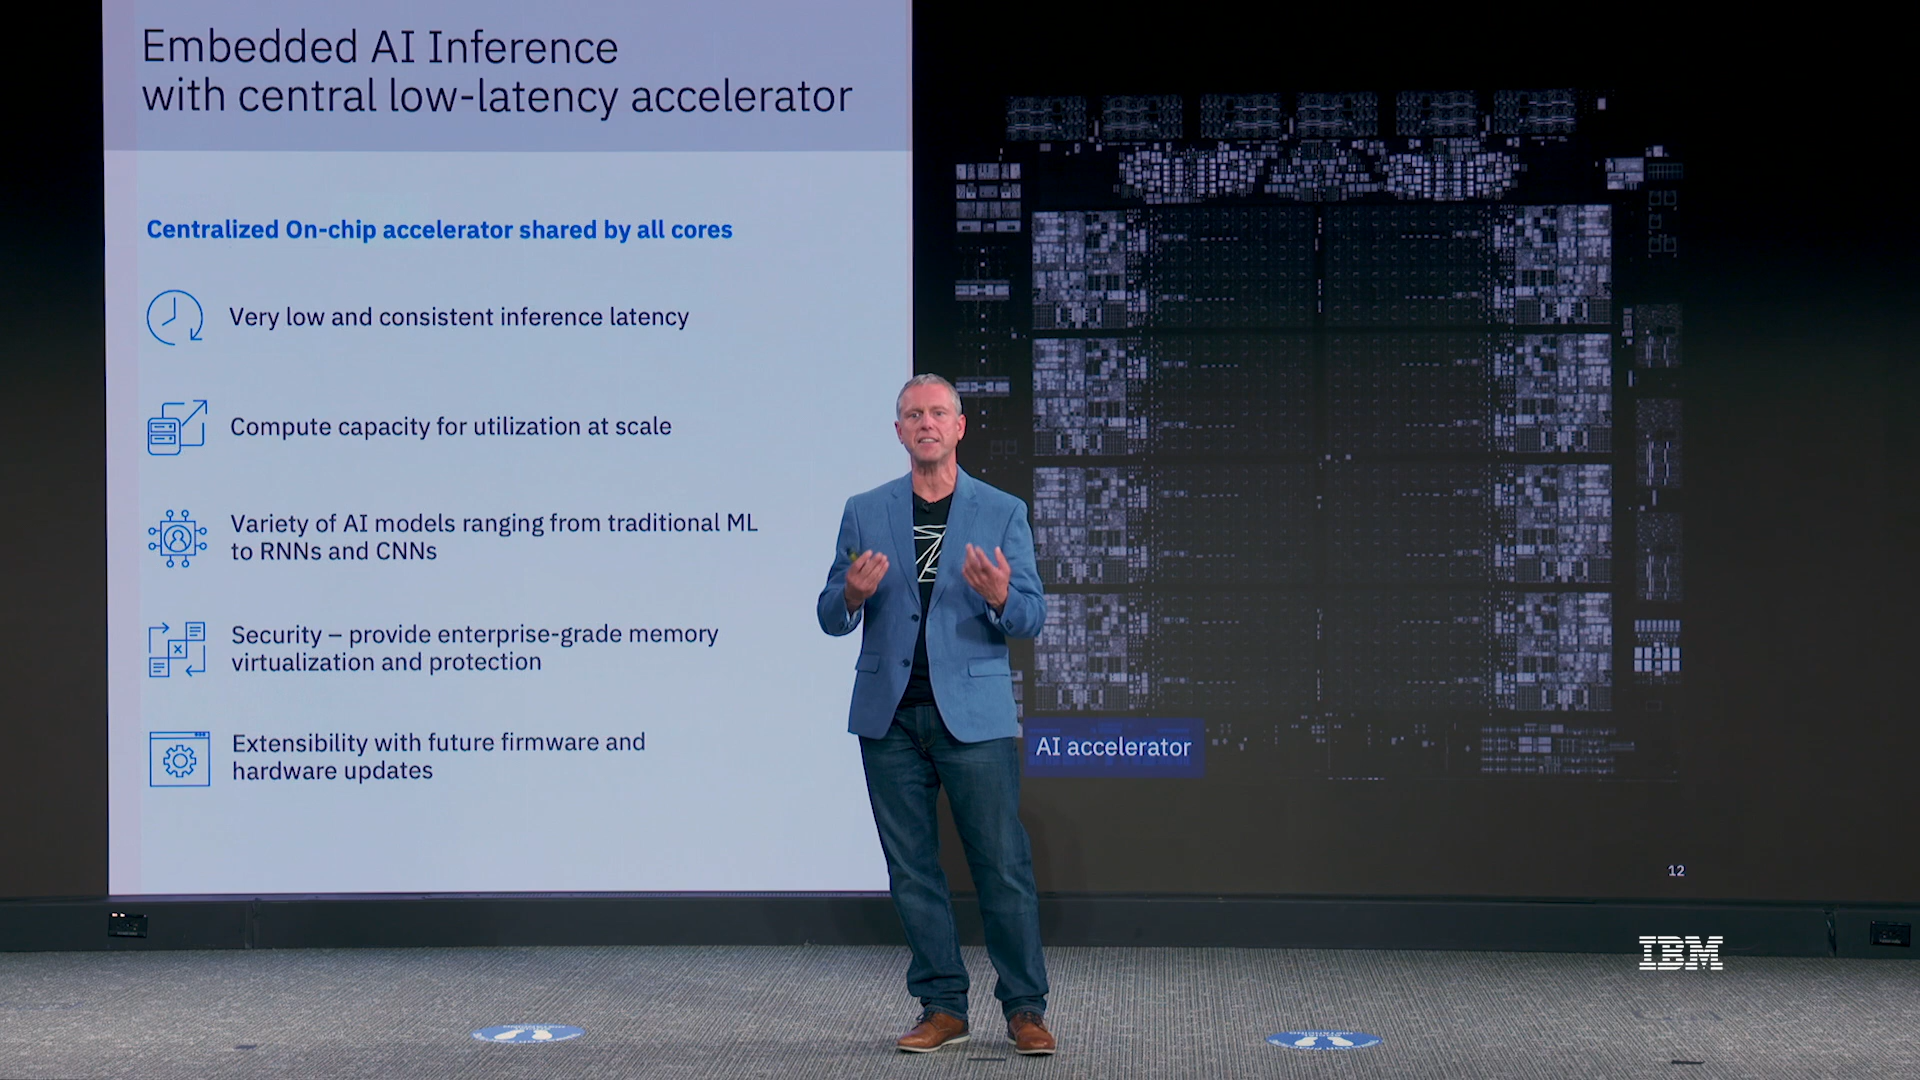 Embedded AI Inference
with central low-latency accelerator
Centralized On-chip accelerator shared by all cores
Very low and consistent inference latency
Compute capacity for utilization at scale
Variety of AI models ranging from traditional ML
to RNNs and CNNs
Security – provide enterprise-grade memory
virtualization and protection
Extensibility with future firmware and
hardware updates
AI accelerator
12
IBM